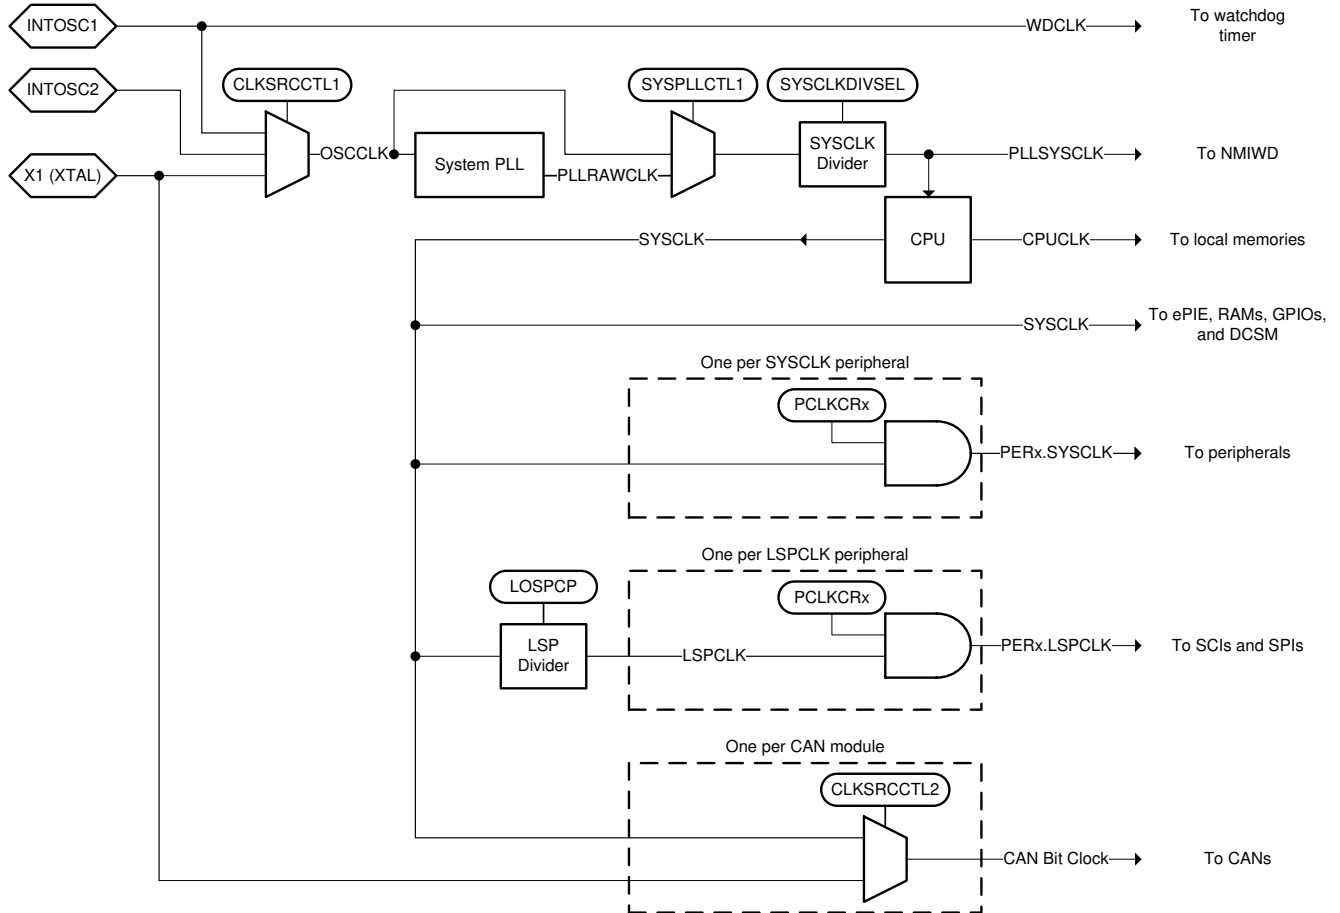 INTOSC1
WDCLK
To watchdog
timer
INTOSC2
CLKSRCCTL1
SYSPLLCTL1
SYSCLKDIVSEL
X1 (XTAL)
OSCCLK
System PLL
PLLRAWCLK
SYSCLK
Divider
PLLSYSCLK
To NMIWD
SYSCLK
CPU
CPUCLK
To local memories
SYSCLK
To ePIE, RAMs, GPIOs,
and DCSM
One per SYSCLK peripheral
PCLKCRx
PERx.SYSCLK
To peripherals
One per LSPCLK peripheral
LOSPCP
PCLKCRx
LSP
Divider
LSPCLK
PERx.LSPCLK
To SCIs and SPIs
One per CAN module
CLKSRCCTL2
CAN Bit Clock
To CANs